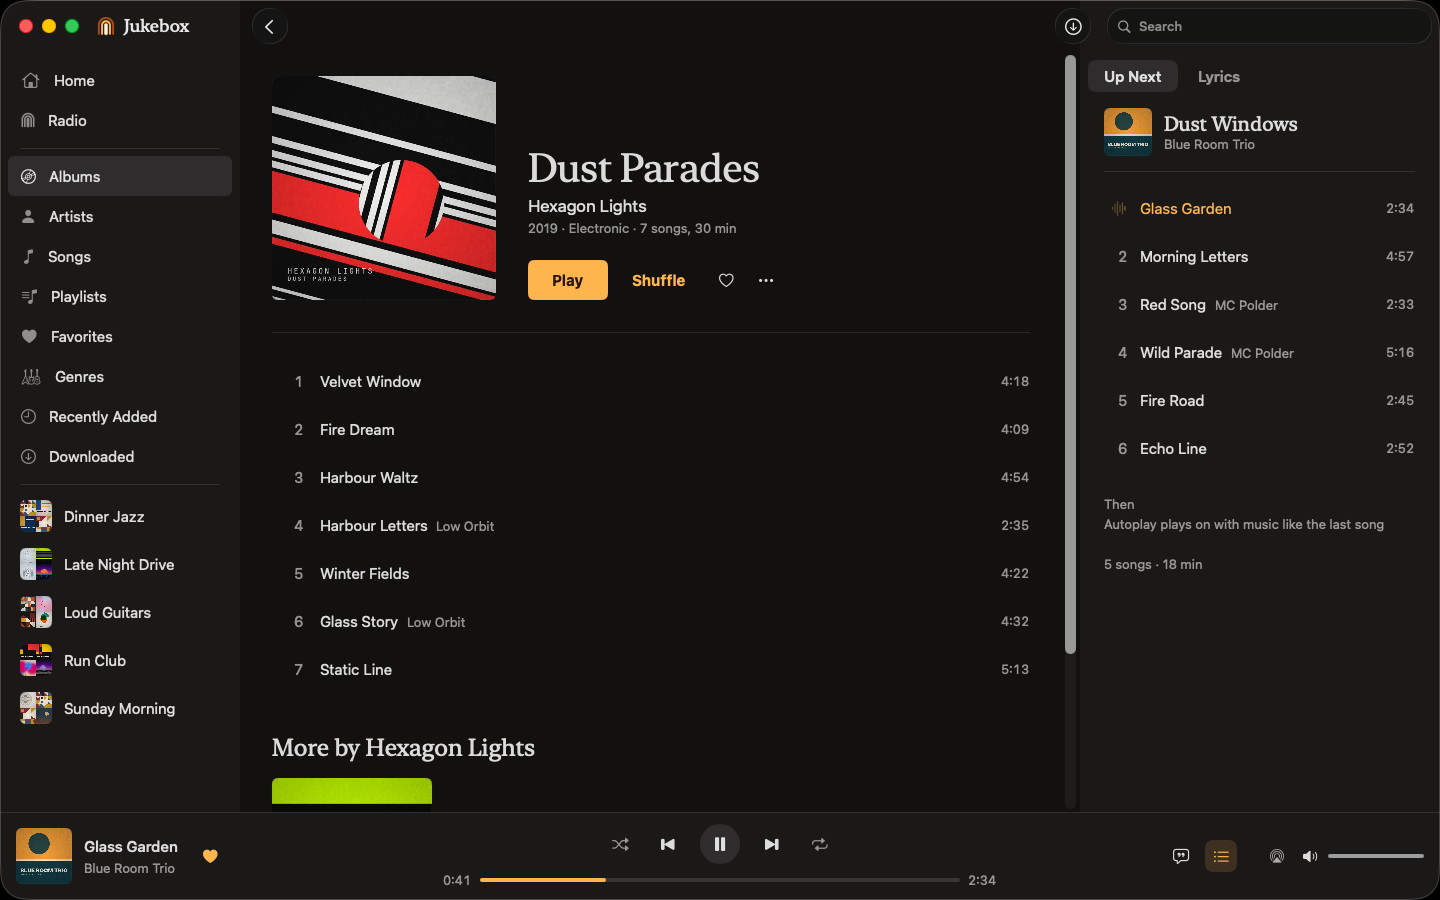 Jukebox
Search
Home
Radio
Albums
Artists
Songs
Playlists
Favorites
Genres
Recently Added
Downloaded
Dinner Jazz
Late Night Drive
Loud Guitars
Run Club
Sunday Morning
HEXAGON LIGHTS
DUST PARADES
Dust Parades
Hexagon Lights
2019 · Electronic · 7 songs, 30 min
Play
Shuffle
1 Velvet Window 4:18
2 Fire Dream 4:09
3 Harbour Waltz 4:54
4 Harbour Letters Low Orbit 2:35
5 Winter Fields 4:22
6 Glass Story Low Orbit 4:32
7 Static Line 5:13
More by Hexagon Lights
Up Next
Lyrics
BLUE ROOM TRIO
Dust Windows
Blue Room Trio
Glass Garden 2:34
2 Morning Letters 4:57
3 Red Song MC Polder 2:33
4 Wild Parade MC Polder 5:16
5 Fire Road 2:45
6 Echo Line 2:52
Then
Autoplay plays on with music like the last song
5 songs · 18 min
BLUE ROOM TRIO
Glass Garden
Blue Room Trio
0:41
2:34